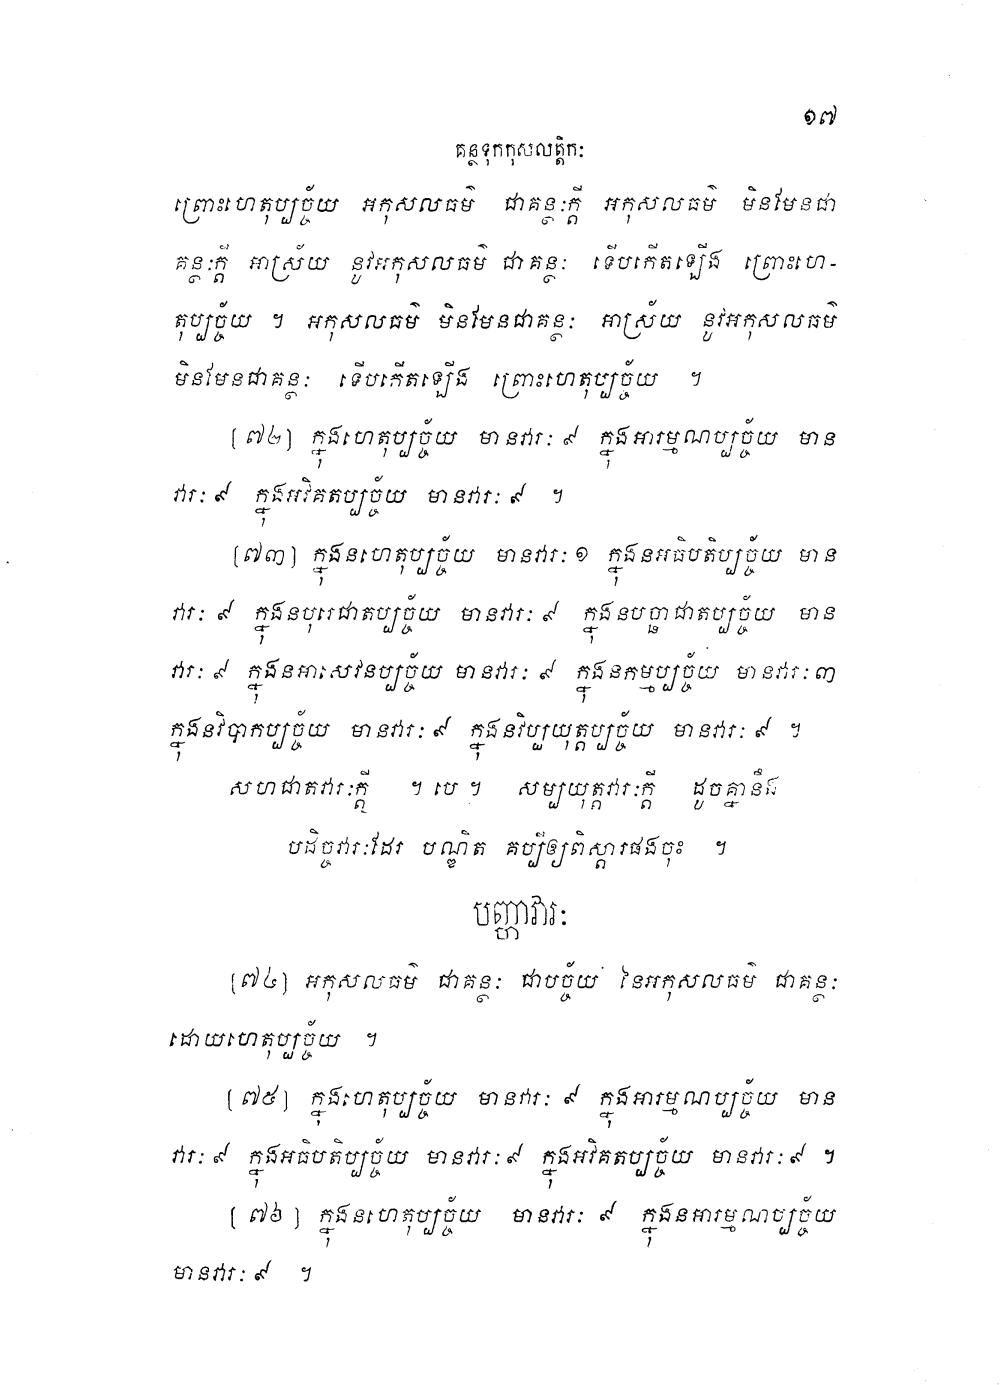 ១៧
គន្ថទុកកុសលត្តិកៈ
ព្រោះហេតុប្បច្ច័យ អកុសលធម៌ ជាគន្ថៈក្តី អកុសលធម៌ មិនមែនជា
គន្ថៈក្តី អាស្រ័យ នូវអកុសលធម៌ ជាគន្ថៈ ទើបកើតឡើង ព្រោះហេ-
តុប្បច្ច័យ ។ អកុសលធម៌ មិនមែនជាគន្ថៈ អាស្រ័យ នូវអកុសលធម៌
មិនមែនជាគន្ថៈ ទើបកើតឡើង ព្រោះហេតុប្បច្ច័យ ។
[៧២] ក្នុងហេតុប្បច្ច័យ មានវារៈ ៩ ក្នុងអារម្មណប្បច្ច័យ មាន
វារៈ ៩ ក្នុងអវិគតប្បច្ច័យ មានវារៈ ៩ ។
[៧៣] ក្នុងនហេតុប្បច្ច័យ មានវារៈ ១ ក្នុងនអធិបតិប្បច្ច័យ មាន
វារៈ ៩ ក្នុងនបុរេជាតប្បច្ច័យ មានវារៈ ៩ ក្នុងនបច្ឆាជាតប្បច្ច័យ មាន
វារៈ ៩ ក្នុងនអាសេវនប្បច្ច័យ មានវារៈ ៩ ក្នុងនកម្មប្បច្ច័យ មានវារៈ ៣
ក្នុងនវិបាកប្បច្ច័យ មានវារៈ ៩ ក្នុងនវិប្បយុត្តប្បច្ច័យ មានវារៈ ៩ ។
សហជាតវារៈក្តី ។ បេ ។ សម្បយុត្តវារៈក្តី ដូចគ្នានឹង
បដិច្ចវារៈដែរ បណ្ឌិត គប្បីឲ្យពិស្តារផងចុះ ។
បញ្ហាវារៈ
[៧៤] អកុសលធម៌ ជាគន្ថៈ ជាបច្ច័យ នៃអកុសលធម៌ ជាគន្ថៈ
ដោយហេតុប្បច្ច័យ ។
[៧៥] ក្នុងហេតុប្បច្ច័យ មានវារៈ ៩ ក្នុងអារម្មណប្បច្ច័យ មាន
វារៈ ៩ ក្នុងអធិបតិប្បច្ច័យ មានវារៈ ៩ ក្នុងអវិគតប្បច្ច័យ មានវារៈ ៩ ។
[៧៦] ក្នុងនហេតុប្បច្ច័យ មានវារៈ ៩ ក្នុងនអារម្មណប្បច្ច័យ
មានវារៈ ៩ ។